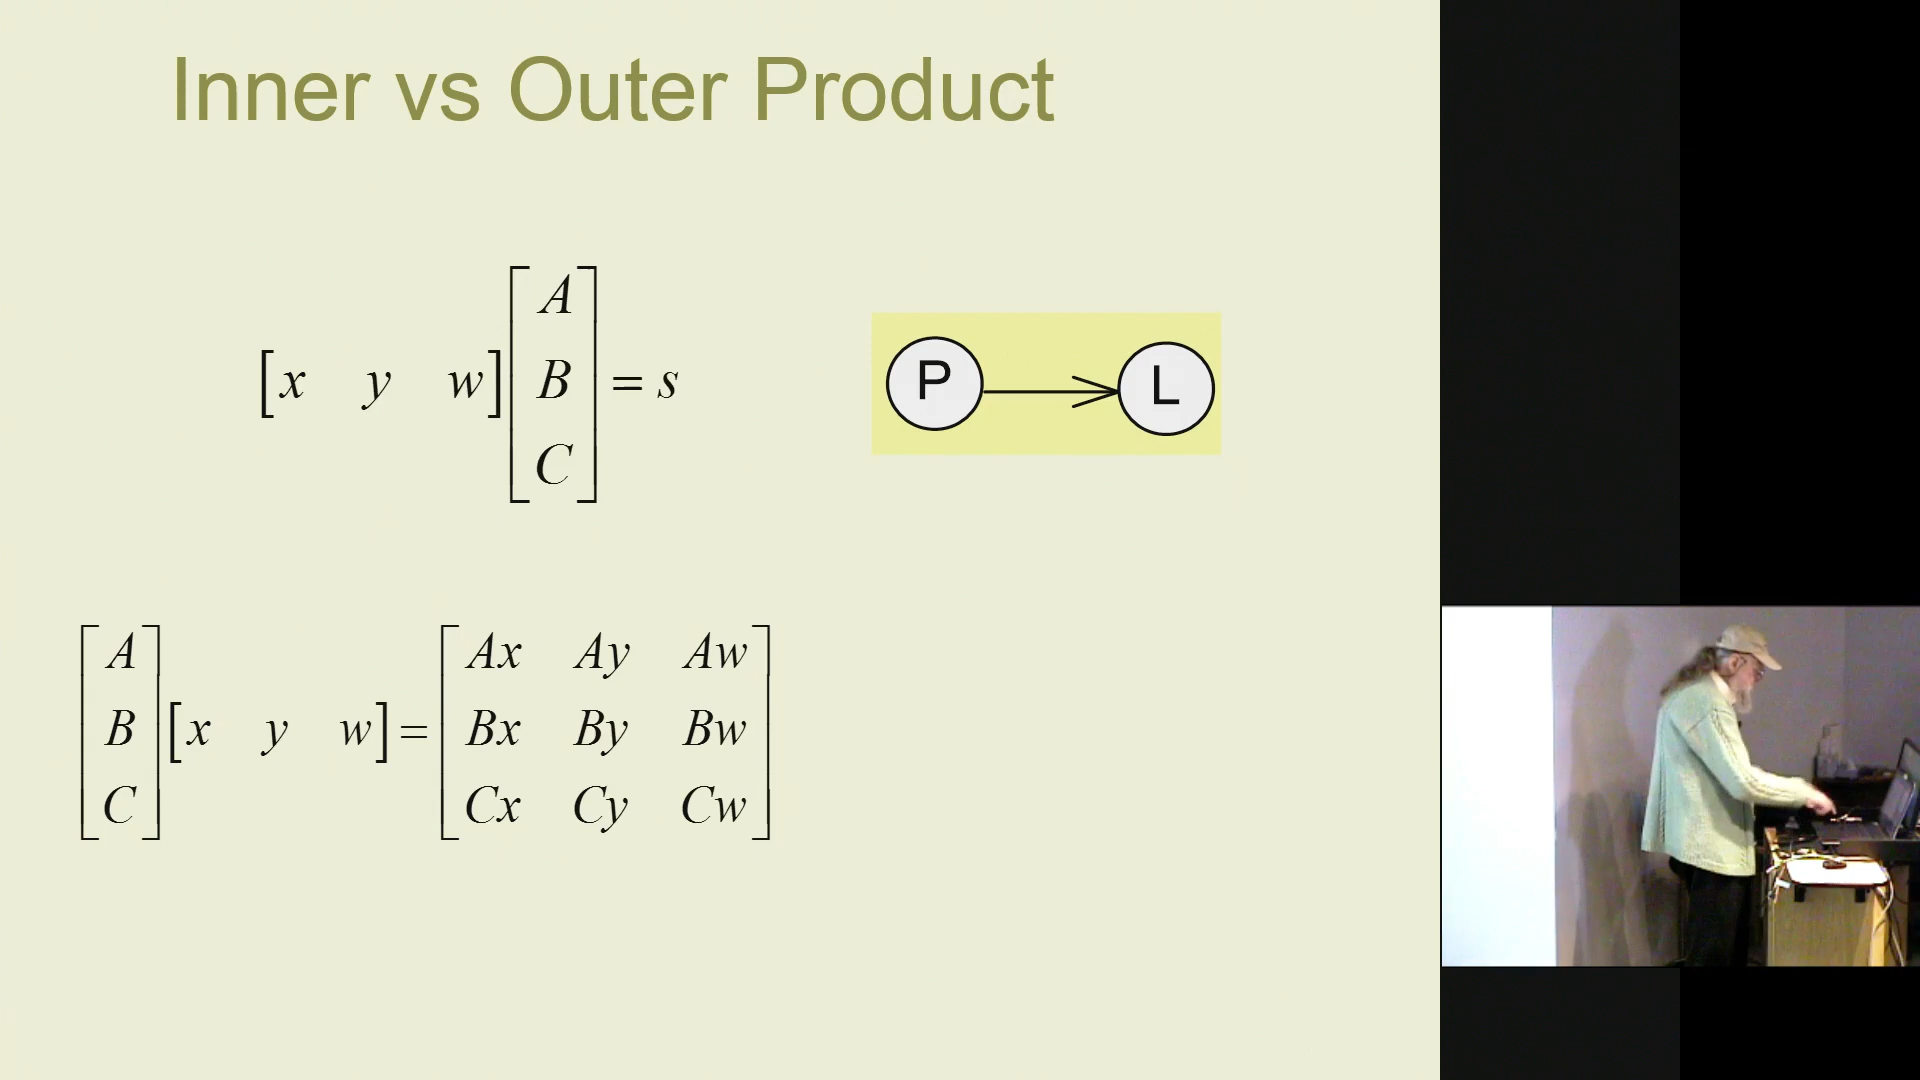 Inner vs Outer Product
[x y w] [A B C] = s
P → L
[A B C] [x y w] = [Ax Ay Aw
Bx By Bw
Cx Cy Cw]